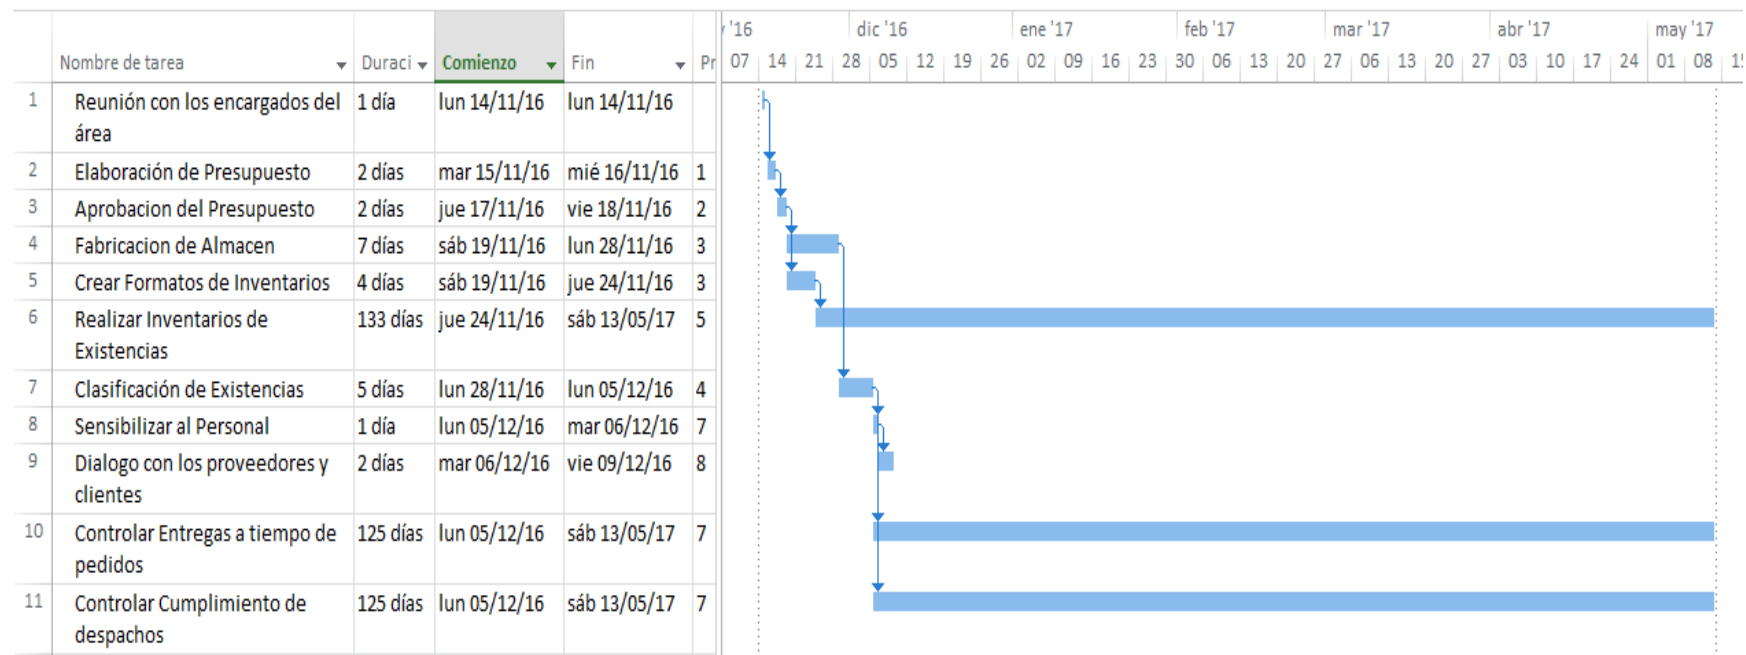 '16 dic '16 ene '17 feb '17 mar '17 abr '17 may '17
Nombre de tarea Duraci Comienzo Fin Pr 07 14 21 28 05 12 19 26 02 09 16 23 30 06 13 20 27 06 13 20 27 03 10 17 24 01 08 15
1 Reunión con los encargados del 1 día lun 14/11/16 lun 14/11/16
área
2 Elaboración de Presupuesto 2 días mar 15/11/16 mié 16/11/16 1
3 Aprobacion del Presupuesto 2 días jue 17/11/16 vie 18/11/16 2
4 Fabricacion de Almacen 7 días sáb 19/11/16 lun 28/11/16 3
5 Crear Formatos de Inventarios 4 días sáb 19/11/16 jue 24/11/16 3
6 Realizar Inventarios de 133 días jue 24/11/16 sáb 13/05/17 5
Existencias
7 Clasificación de Existencias 5 días lun 28/11/16 lun 05/12/16 4
8 Sensibilizar al Personal 1 día lun 05/12/16 mar 06/12/16 7
9 Dialogo con los proveedores y 2 días mar 06/12/16 vie 09/12/16 8
clientes
10 Controlar Entregas a tiempo de 125 días lun 05/12/16 sáb 13/05/17 7
pedidos
11 Controlar Cumplimiento de 125 días lun 05/12/16 sáb 13/05/17 7
despachos